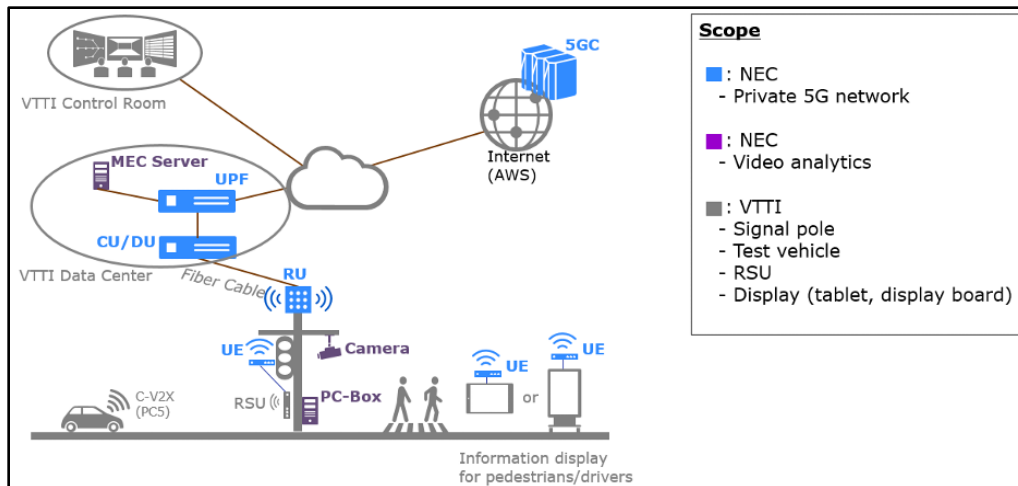 5GC
VTTI Control Room
Internet
(AWS)
MEC Server
UPF
CU/DU
VTTI Data Center
Fiber Cable
RU
UE
Camera
RSU
PC-Box
C-V2X
(PC5)
UE
or
UE
Information display
for pedestrians/drivers
Scope
: NEC
- Private 5G network
: NEC
- Video analytics
: VTTI
- Signal pole
- Test vehicle
- RSU
- Display (tablet, display board)